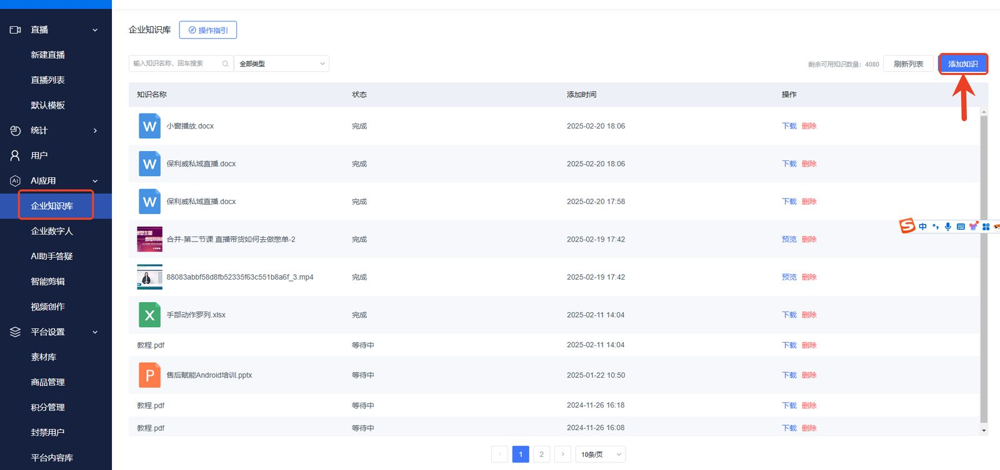 直播
新建直播
直播列表
默认模板
统计
用户
AI应用
企业知识库
企业数字人
AI助手答疑
智能剪辑
视频创作
平台设置
素材库
商品管理
积分管理
封禁用户
平台内容库
企业知识库 操作指引
输入知识名称，回车搜索 全部类型 剩余可用知识数量：4080 刷新列表 添加知识
知识名称 状态 添加时间 操作
小窗播放.docx 完成 2025-02-20 18:06 下载 删除
保利威私域直播.docx 完成 2025-02-20 18:06 下载 删除
保利威私域直播.docx 完成 2025-02-20 17:58 下载 删除
合并-第二节课 直播带货如何去做憋单-2 完成 2025-02-19 17:42 预览 删除
88083abbf58d8fb52335f63c551b8a6f_3.mp4 完成 2025-02-19 17:42 预览 删除
手部动作罗列.xlsx 完成 2025-02-11 14:04 下载 删除
教程.pdf 等待中 2025-02-11 14:04 下载 删除
售后赋能Android培训.pptx 等待中 2025-01-22 10:50 下载 删除
教程.pdf 等待中 2024-11-26 16:18 下载 删除
教程.pdf 等待中 2024-11-26 16:08 下载 删除
1 2 10条/页
中